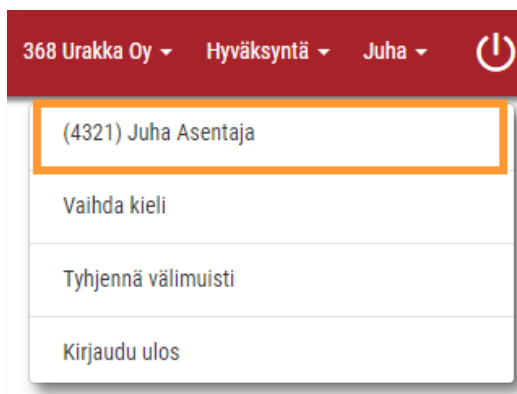 368 Urakka Oy Hyväksyntä Juha
(4321) Juha Asentaja
Vaihda kieli
Tyhjennä välimuisti
Kirjaudu ulos